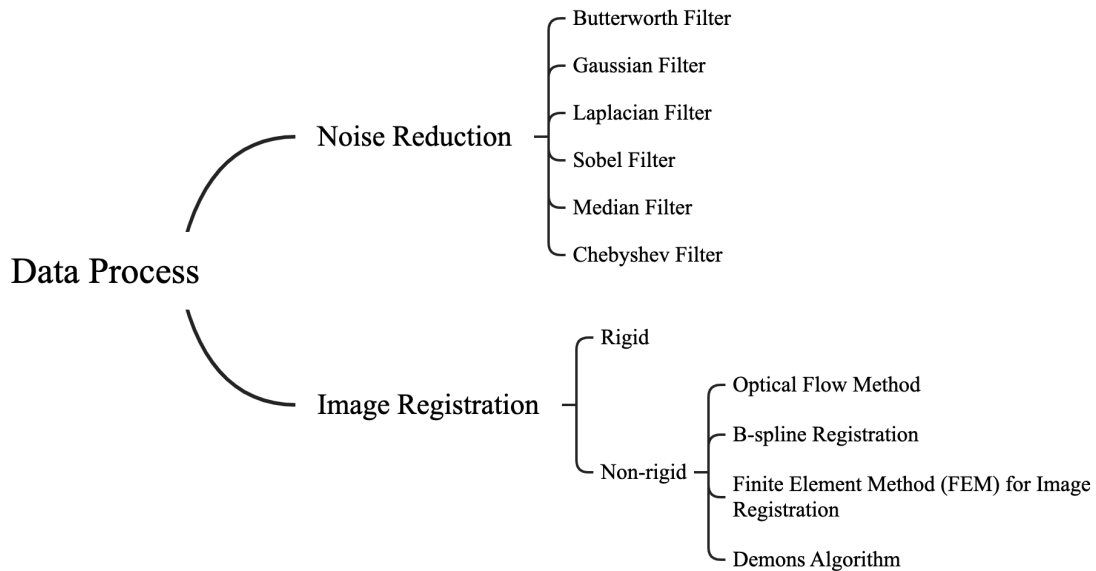 Data Process
Noise Reduction
Butterworth Filter
Gaussian Filter
Laplacian Filter
Sobel Filter
Median Filter
Chebyshev Filter
Image Registration
Rigid
Non-rigid
Optical Flow Method
B-spline Registration
Finite Element Method (FEM) for Image
Registration
Demons Algorithm